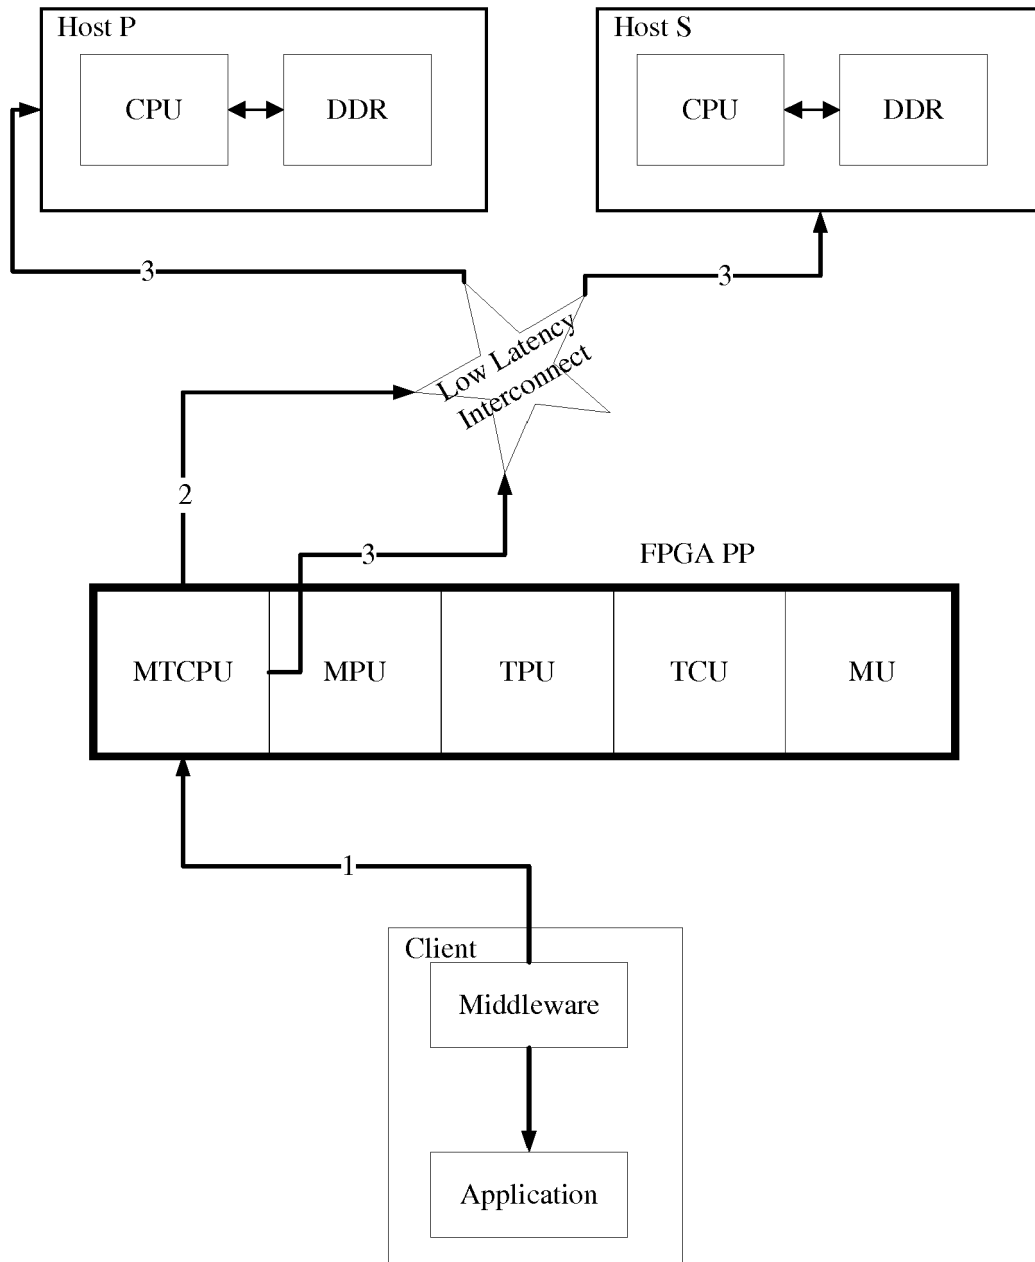 Host P
Host S
CPU
DDR
CPU
DDR
3
3
Low Latency
Interconnect
2
3
FPGA PP
MTCPU
MPU
TPU
TCU
MU
1
Client
Middleware
Application